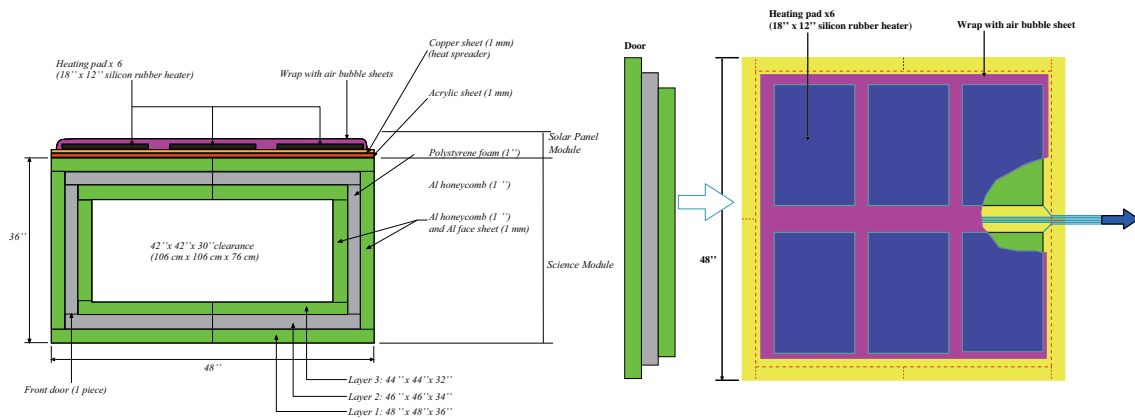 Copper sheet (1 mm)
(heat spreader)
Heating pad x 6
(18’’ x 12’’ silicon rubber heater)
Wrap with air bubble sheets
Acrylic sheet (1 mm)
Solar Panel
Module
Polystyrene foam (1’’)
Al honeycomb (1 ’’)
Al honeycomb (1 ’’)
and Al face sheet (1 mm)
36’’
42’’x 42’’x 30’’clearance
(106 cm x 106 cm x 76 cm)
Science Module
48’’
Front door (1 piece)
Layer 3: 44 ’’x 44’’x 32’’
Layer 2: 46 ’’x 46’’x 34’’
Layer 1: 48 ’’x 48’’x 36’’
Heating pad x6
(18’’ x 12’’ silicon rubber heater)
Door
Wrap with air bubble sheet
48’’